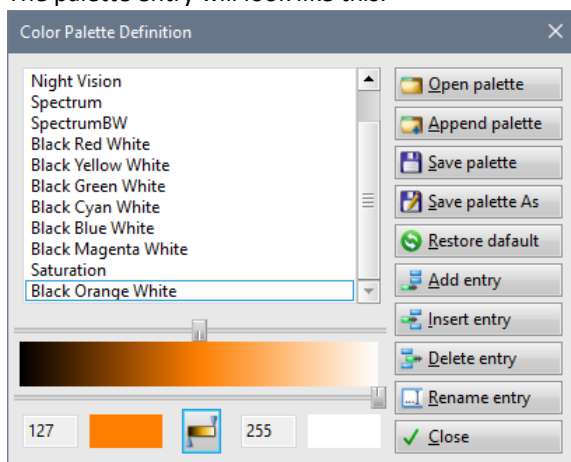 The palette entry will look like this:
Color Palette Definition
Night Vision
Spectrum
SpectrumBW
Black Red White
Black Yellow White
Black Green White
Black Cyan White
Black Blue White
Black Magenta White
Saturation
Black Orange White
Open palette
Append palette
Save palette
Save palette As
Restore dafault
Add entry
Insert entry
Delete entry
Rename entry
Close
127
255